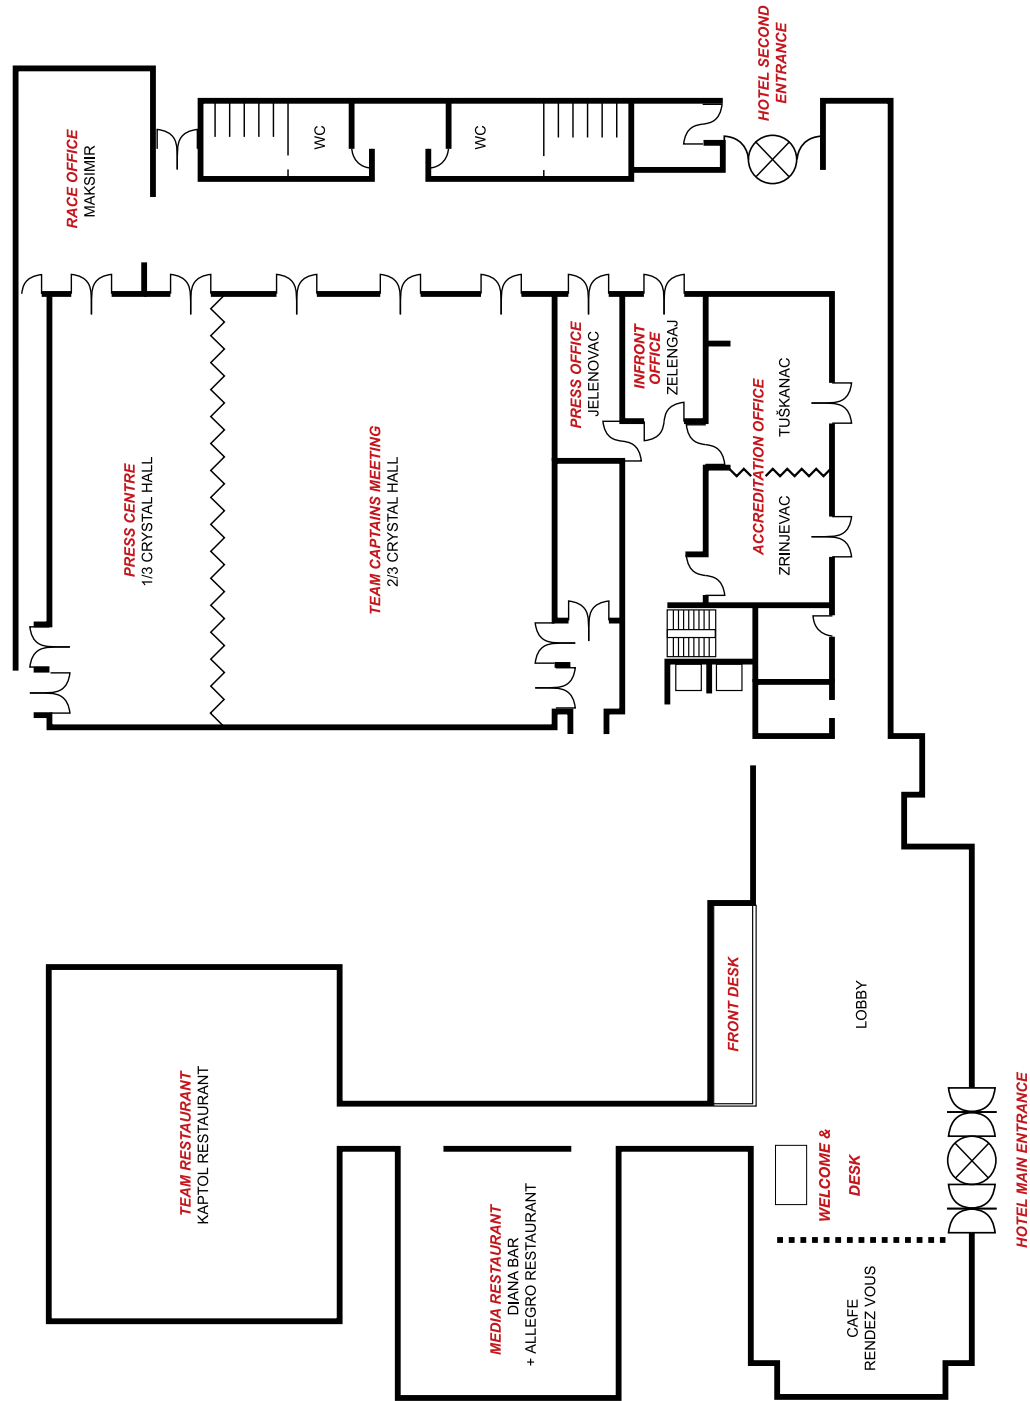 HOTEL SECOND
ENTRANCE
RACE OFFICE
MAKSIMIR
WC
WC
PRESS OFFICE
JELENOVAC
INFRONT
OFFICE
ZELENGAJ
ACCREDITATION OFFICE
TUŠKANAC
ZRINJEVAC
PRESS CENTRE
1/3 CRYSTAL HALL
TEAM CAPTAINS MEETING
2/3 CRYSTAL HALL
FRONT DESK
LOBBY
TEAM RESTAURANT
KAPTOL RESTAURANT
MEDIA RESTAURANT
DIANA BAR
+ ALLEGRO RESTAURANT
WELCOME &
DESK
HOTEL MAIN ENTRANCE
CAFE
RENDEZ VOUS